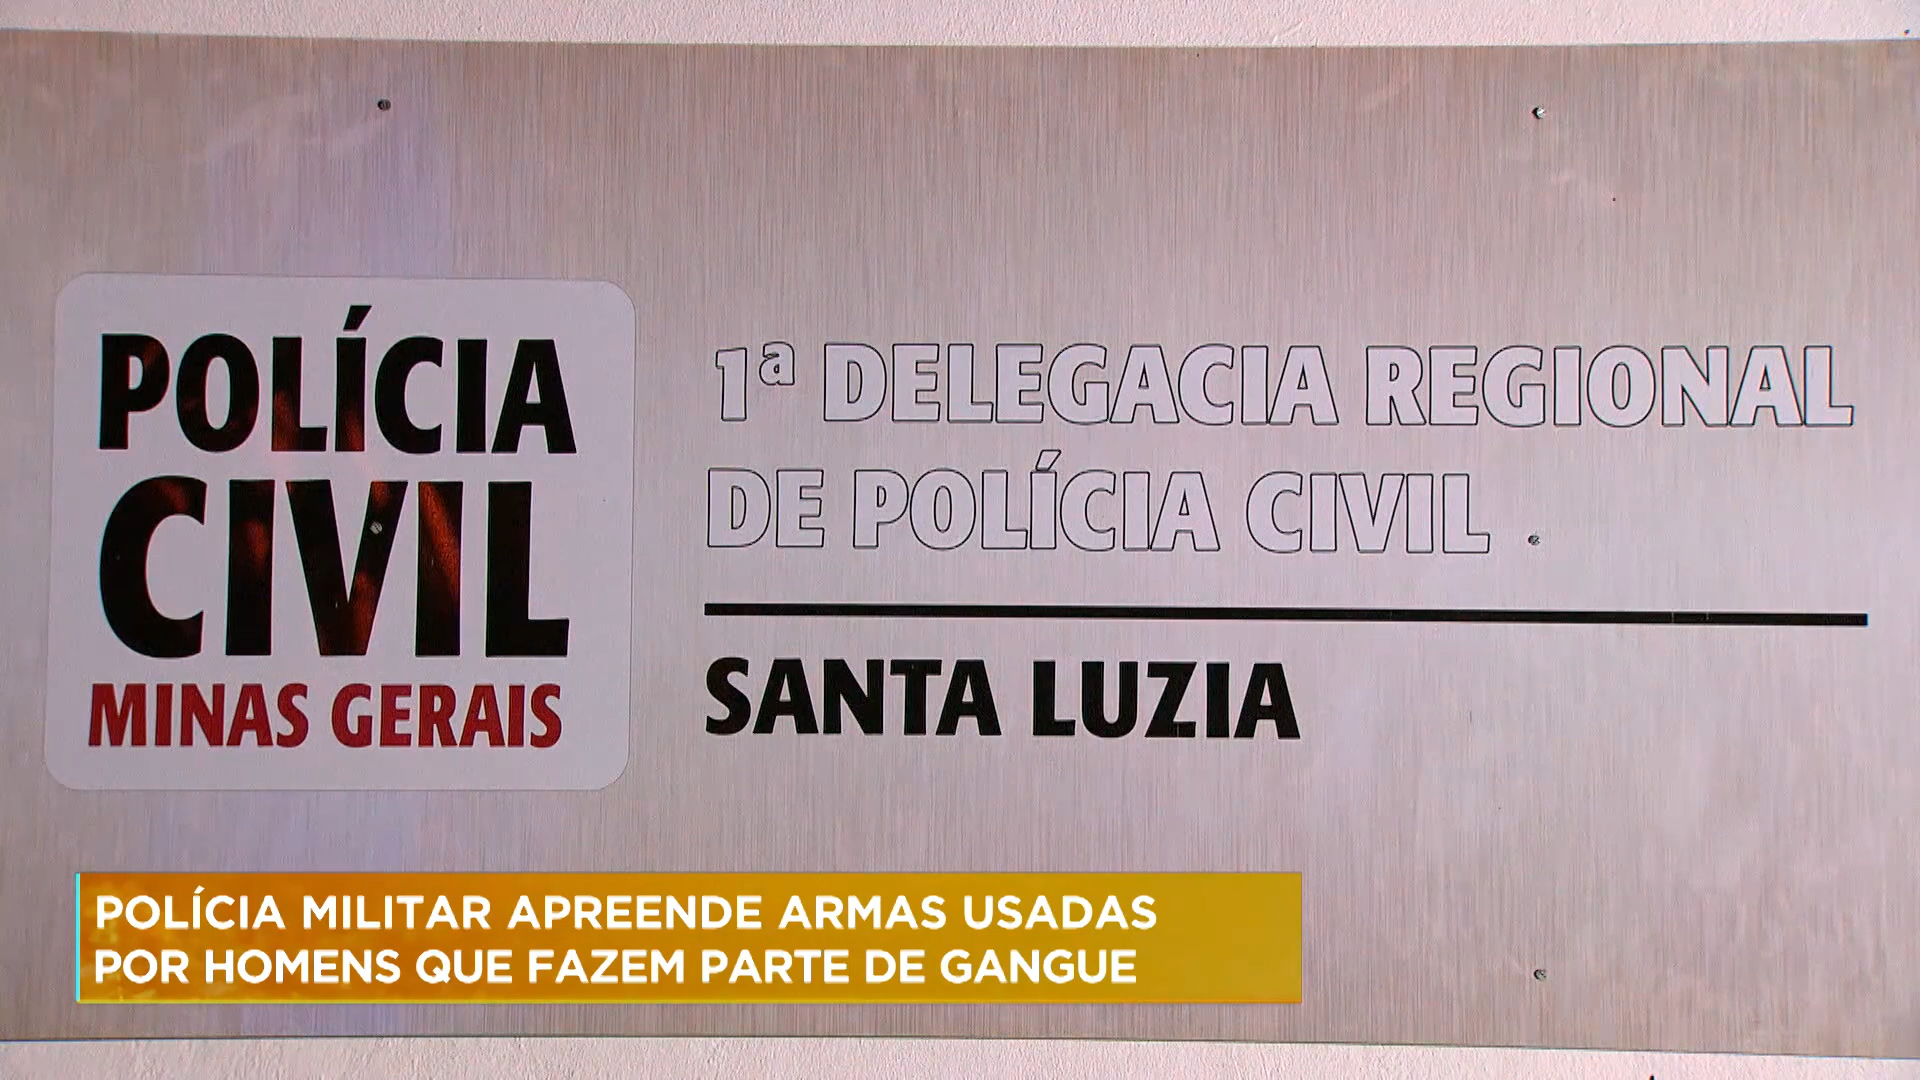 POLÍCIA
CIVIL
MINAS GERAIS
1ª DELEGACIA REGIONAL
DE POLÍCIA CIVIL
SANTA LUZIA
POLÍCIA MILITAR APREENDE ARMAS USADAS
POR HOMENS QUE FAZEM PARTE DE GANGUE